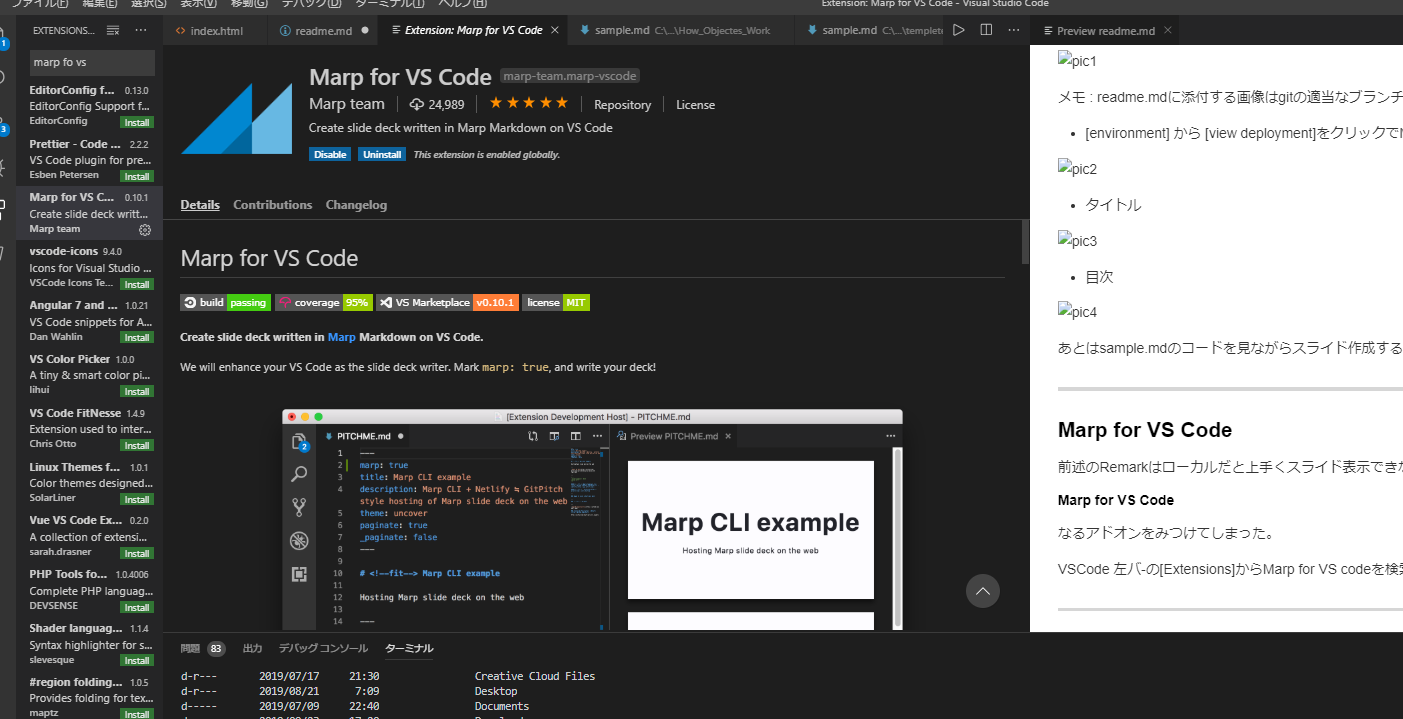 ファイル(F) 編集(E) 選択(S) 表示(V) 移動(G) デバッグ(D) ターミナル(T) ヘルプ(H)
Extension: Marp for VS Code - Visual Studio Code
EXTENSIONS...
index.html
readme.md
Extension: Marp for VS Code
sample.md C:\...\How_Objectes_Work
sample.md C:\...\templete
Preview readme.md
1
3
marp fo vs
EditorConfig f... 0.13.0
EditorConfig Support f...
EditorConfig Install
Prettier - Code ... 2.2.2
VS Code plugin for pre...
Esben Petersen Install
Marp for VS C... 0.10.1
Create slide deck writt...
Marp team
vscode-icons 9.4.0
Icons for Visual Studio ...
VSCode Icons Te... Install
Angular 7 and ... 1.0.21
VS Code snippets for A...
Dan Wahlin Install
VS Color Picker 1.0.0
A tiny & smart color pi...
lihui Install
VS Code FitNesse 1.4.9
Extension used to inter...
Chris Otto Install
Linux Themes f... 1.0.1
Color themes designed...
SolarLiner Install
Vue VS Code Ex... 0.2.0
A collection of extensi...
sarah.drasner Install
PHP Tools fo... 1.0.4006
Complete PHP languag...
DEVSENSE Install
Shader languag... 1.1.4
Syntax highlighter for s...
slevesque Install
#region folding... 1.0.5
Provides folding for tex...
maptz Install
Marp for VS Code marp-team.marp-vscode
Marp team 24,989 ★★★★★ Repository License
Create slide deck written in Marp Markdown on VS Code
Disable Uninstall This extension is enabled globally.
Details Contributions Changelog
Marp for VS Code
build passing coverage 95% VS Marketplace v0.10.1 license MIT
Create slide deck written in Marp Markdown on VS Code.
We will enhance your VS Code as the slide deck writer. Mark marp: true, and write your deck!
[Extension Development Host] - PITCHME.md
PITCHME.md
Preview PITCHME.md
2
1 ---
2 marp: true
3 title: Marp CLI example
4 description: Marp CLI + Netlify ≒ GitPitch
style hosting of Marp slide deck on the web
5 theme: uncover
6 paginate: true
7 _paginate: false
8 ---
9
10 # <!--fit--> Marp CLI example
11
12 Hosting Marp slide deck on the web
13
14 ---
Marp CLI example
Hosting Marp slide deck on the web
pic1
メモ : readme.mdに添付する画像はgitの適当なブランチ
• [environment] から [view deployment]をクリックで
pic2
• タイトル
pic3
• 目次
pic4
あとはsample.mdのコードを見ながらスライド作成する
Marp for VS Code
前述のRemarkはローカルだと上手くスライド表示できな
Marp for VS Code
なるアドオンをみつけてしまった。
VSCode 左バ-の[Extensions]からMarp for VS codeを検索
問題 83 出力 デバッグ コンソール ターミナル
d-r--- 2019/07/17 21:30 Creative Cloud Files
d-r--- 2019/08/21 7:09 Desktop
d----- 2019/07/09 22:40 Documents